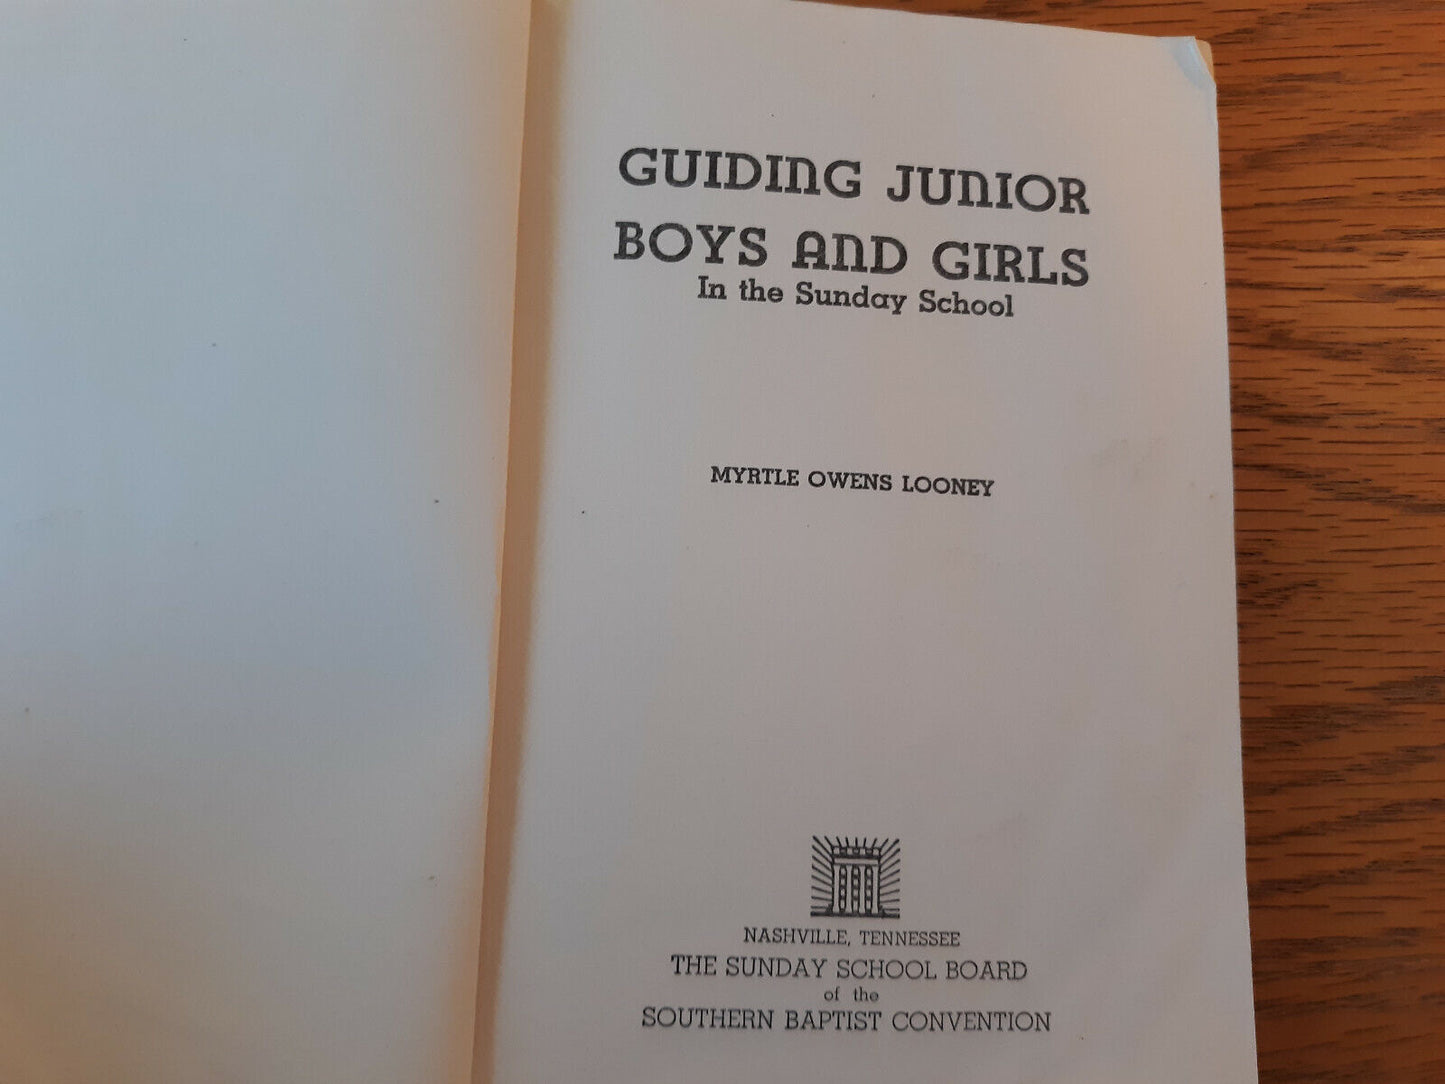 GUIDING JUNIOR
BOYS AND GIRLS
In the Sunday School
MYRTLE OWENS LOONEY
NASHVILLE, TENNESSEE
THE SUNDAY SCHOOL BOARD
of the
SOUTHERN BAPTIST CONVENTION